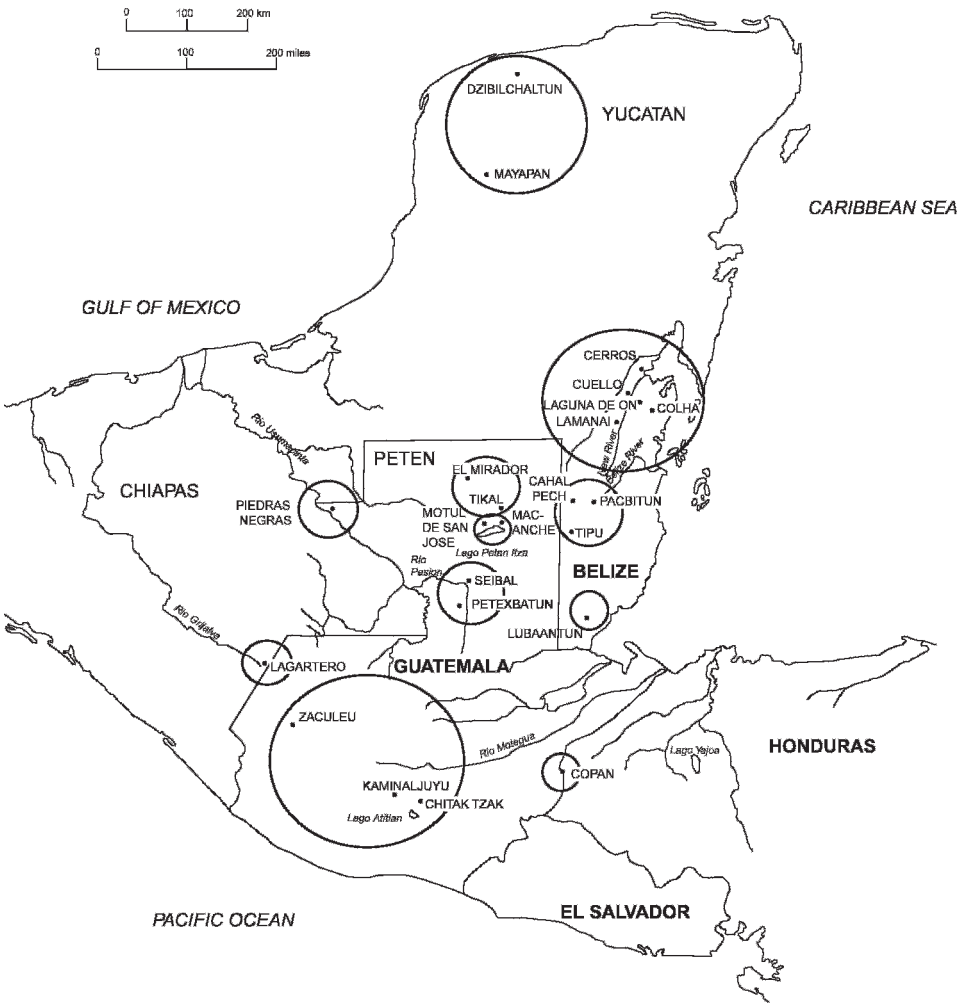 0 100 200 km
0 100 200 miles
DZIBILCHALTUN
YUCATAN
MAYAPAN
CARIBBEAN SEA
GULF OF MEXICO
CERROS
CUELLO
LAGUNA DE ON
COLHA
LAMANAI
New River
Belize River
Rio Usumacinta
PETEN
EL MIRADOR
CAHAL
PECH
PACBITUN
CHIAPAS
TIKAL
PIEDRAS
NEGRAS
MOTUL
DE SAN
JOSE
MAC-
ANCHE
TIPU
Lago Petan Itza
Rio
Pasion
SEIBAL
BELIZE
PETEXBATUN
Rio Grijalva
LUBAANTUN
LAGARTERO
GUATEMALA
ZACULEU
Rio Motegua
Lago Yajoa
HONDURAS
COPAN
KAMINALJUYU
CHITAK TZAK
Lago Atitlan
EL SALVADOR
PACIFIC OCEAN